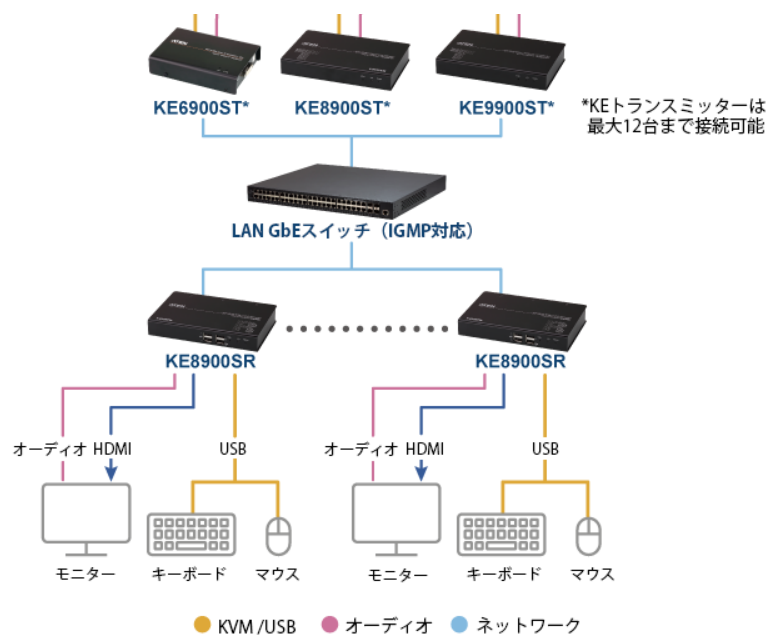 KE6900ST* KE8900ST* KE9900ST*
*KEトランスミッターは
最大12台まで接続可能
LAN GbEスイッチ（IGMP対応）
KE8900SR KE8900SR
オーディオ HDMI USB オーディオ HDMI USB
モニター キーボード マウス モニター キーボード マウス
KVM /USB オーディオ ネットワーク